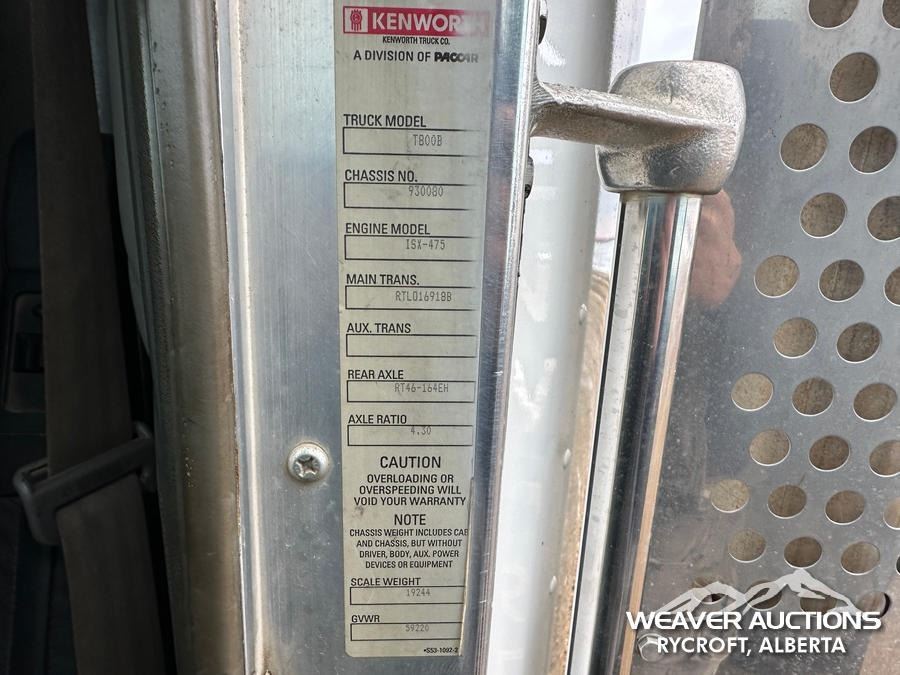 KENWORTH
KENWORTH TRUCK CO.
A DIVISION OF PACCAR
TRUCK MODEL
T800B
CHASSIS NO.
930080
ENGINE MODEL
ISX-475
MAIN TRANS.
RTLO16918B
AUX. TRANS
REAR AXLE
RT46-164EH
AXLE RATIO
4.30
CAUTION
OVERLOADING OR
OVERSPEEDING WILL
VOID YOUR WARRANTY
NOTE
CHASSIS WEIGHT INCLUDES CAB
AND CHASSIS, BUT WITHOUT
DRIVER, BODY, AUX. POWER
DEVICES OR EQUIPMENT
SCALE WEIGHT
19244
GVWR
59220
*S53-1092-2
WEAVER AUCTIONS
RYCROFT, ALBERTA